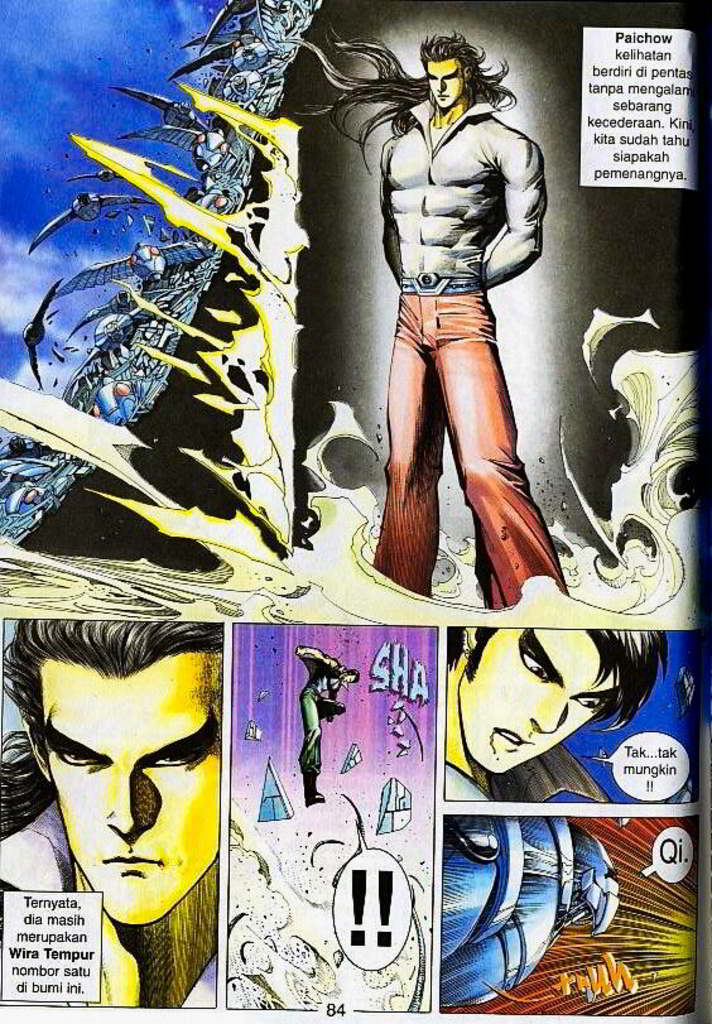 Paichow
kelihatan
berdiri di pentas
tanpa mengalami
sebarang
kecederaan. Kini,
kita sudah tahu
siapakah
pemenangnya.
Ternyata,
dia masih
merupakan
Wira Tempur
nombor satu
di bumi ini.
SHA
!!
Tak...tak
mungkin
!!
Qi.
84